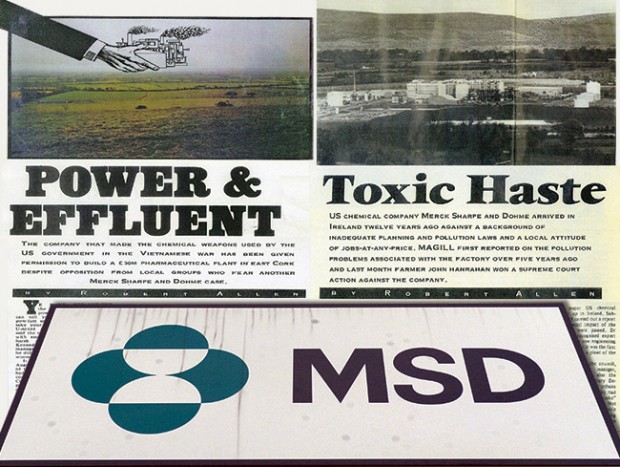 POWER &
EFFLUENT
THE COMPANY THAT MADE THE CHEMICAL WEAPONS USED BY THE
US GOVERNMENT IN THE VIETNAMESE WAR HAS BEEN GIVEN
PERMISSION TO BUILD A £30M PHARMACEUTICAL PLANT IN EAST CORK
DESPITE OPPOSITION FROM LOCAL GROUPS WHO FEAR ANOTHER
MERCK SHARPE AND DOHME CASE.
BY ROBERT ALLEN
Toxic Haste
US CHEMICAL COMPANY MERCK SHARPE AND DOHME ARRIVED IN
IRELAND TWELVE YEARS AGO AGAINST A BACKGROUND OF
INADEQUATE PLANNING AND POLLUTION LAWS AND A LOCAL ATTITUDE
OF JOBS-AT-ANY-PRICE. MAGILL FIRST REPORTED ON THE POLLUTION
PROBLEMS ASSOCIATED WITH THE FACTORY OVER FIVE YEARS AGO
AND LAST MONTH FARMER JOHN HANRAHAN WON A SUPREME COURT
ACTION AGAINST THE COMPANY.
BY ROBERT ALLEN
MSD